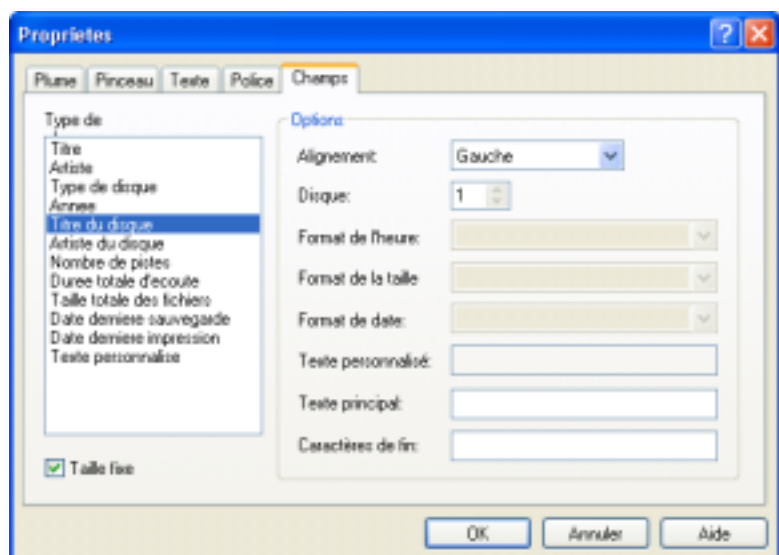 Proprietes
Plume Pinceau Texte Police Champs
Type de
Titre
Artiste
Type de disque
Annee
Titre du disque
Artiste du disque
Nombre de pistes
Duree totale d'ecoute
Taille totale des fichiers
Date derniere sauvegarde
Date derniere impression
Texte personnalise
Taille fixe
Options
Alignement: Gauche
Disque: 1
Format de l'heure:
Format de la taille
Format de date:
Texte personnalisé:
Texte principal:
Caractères de fin:
OK Annuler Aide